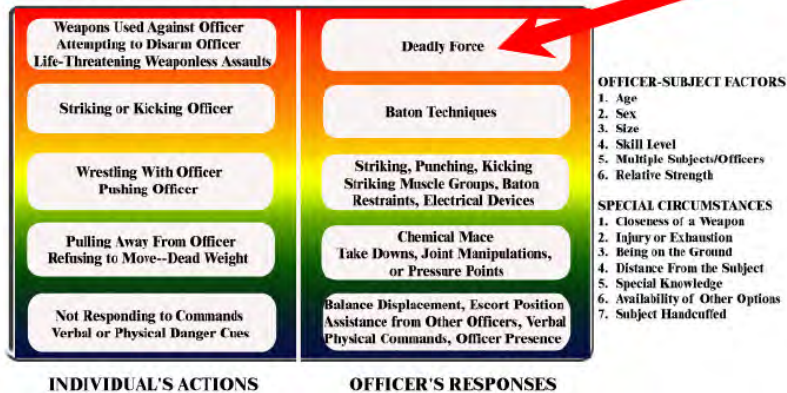 Weapons Used Against Officer
Attempting to Disarm Officer
Life-Threatening Weaponless Assaults
Striking or Kicking Officer
Wrestling With Officer
Pushing Officer
Pulling Away From Officer
Refusing to Move--Dead Weight
Not Responding to Commands
Verbal or Physical Danger Cues
INDIVIDUAL'S ACTIONS
Deadly Force
Baton Techniques
Striking, Punching, Kicking
Striking Muscle Groups, Baton
Restraints, Electrical Devices
Chemical Mace
Take Downs, Joint Manipulations,
or Pressure Points
Balance Displacement, Escort Position
Assistance from Other Officers, Verbal
Physical Commands, Officer Presence
OFFICER'S RESPONSES
OFFICER-SUBJECT FACTORS
1. Age
2. Sex
3. Size
4. Skill Level
5. Multiple Subjects/Officers
6. Relative Strength
SPECIAL CIRCUMSTANCES
1. Closeness of a Weapon
2. Injury or Exhaustion
3. Being on the Ground
4. Distance From the Subject
5. Special Knowledge
6. Availability of Other Options
7. Subject Handcuffed